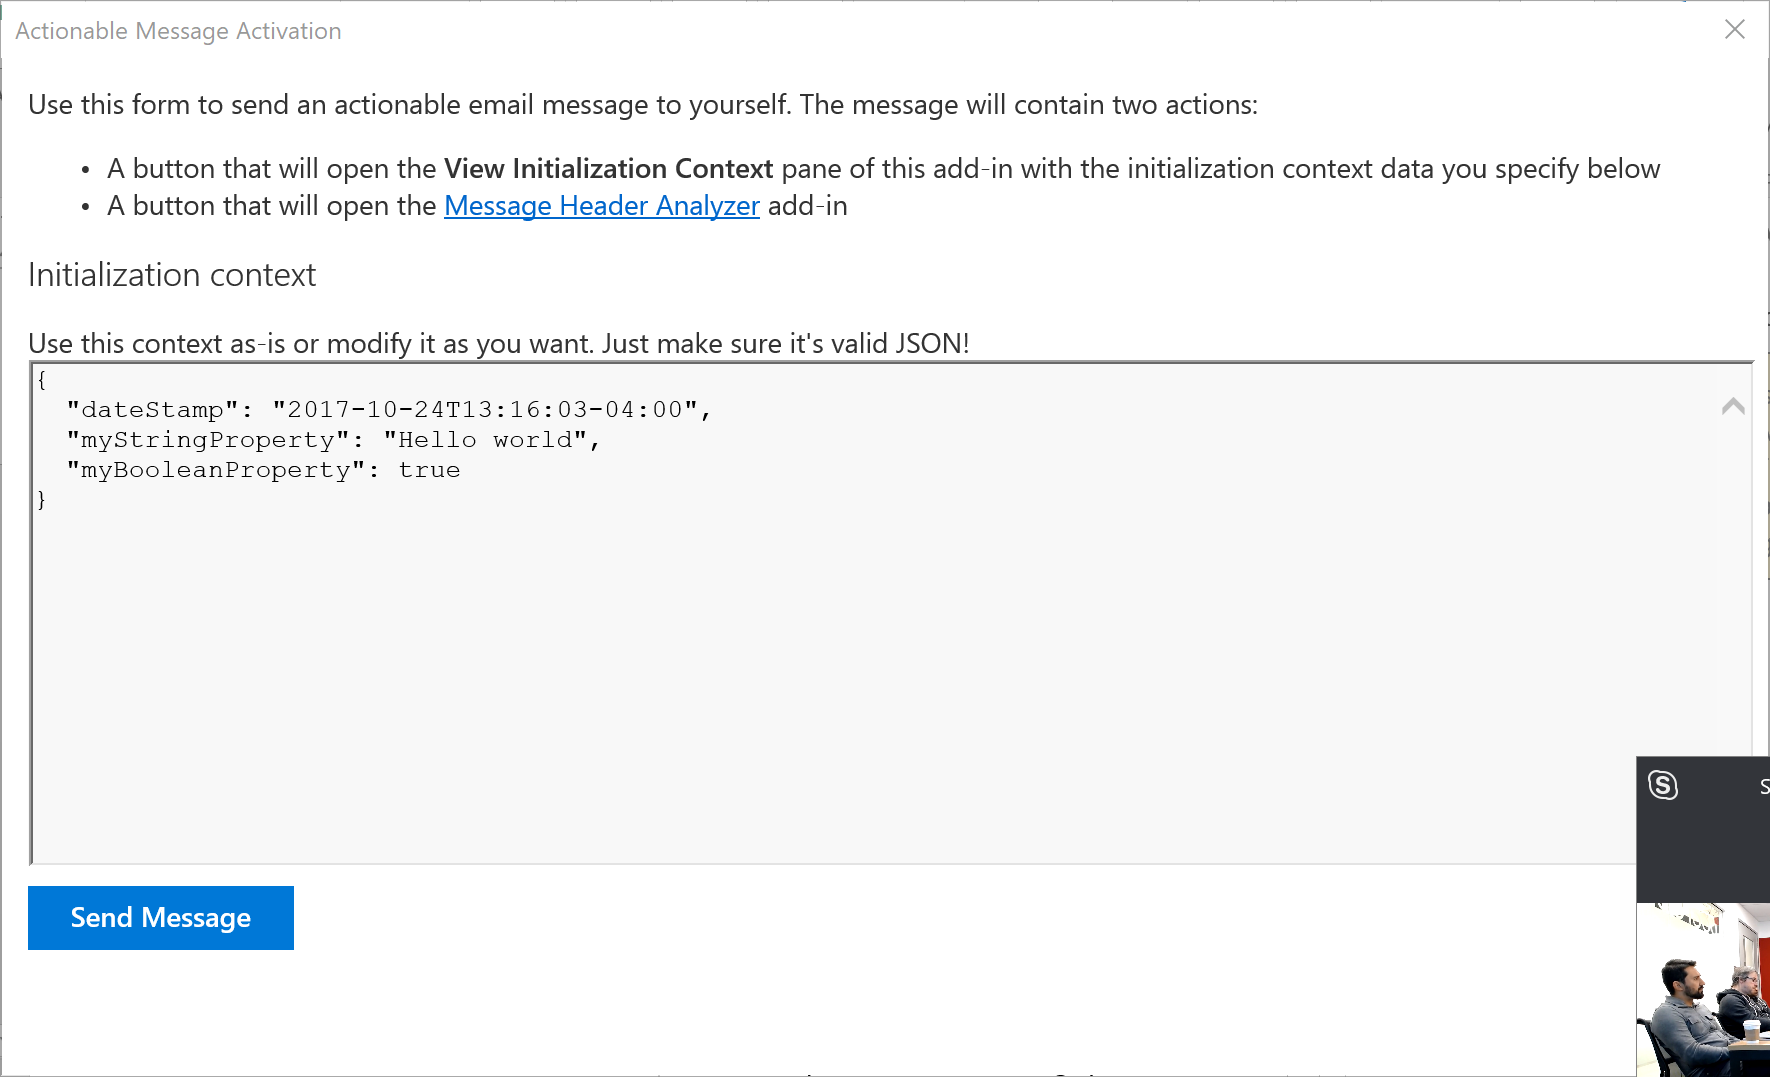 Actionable Message Activation
Use this form to send an actionable email message to yourself. The message will contain two actions:
• A button that will open the View Initialization Context pane of this add-in with the initialization context data you specify below
• A button that will open the Message Header Analyzer add-in
Initialization context
Use this context as-is or modify it as you want. Just make sure it's valid JSON!
{
"dateStamp": "2017-10-24T13:16:03-04:00",
"myStringProperty": "Hello world",
"myBooleanProperty": true
}
S
S
Send Message